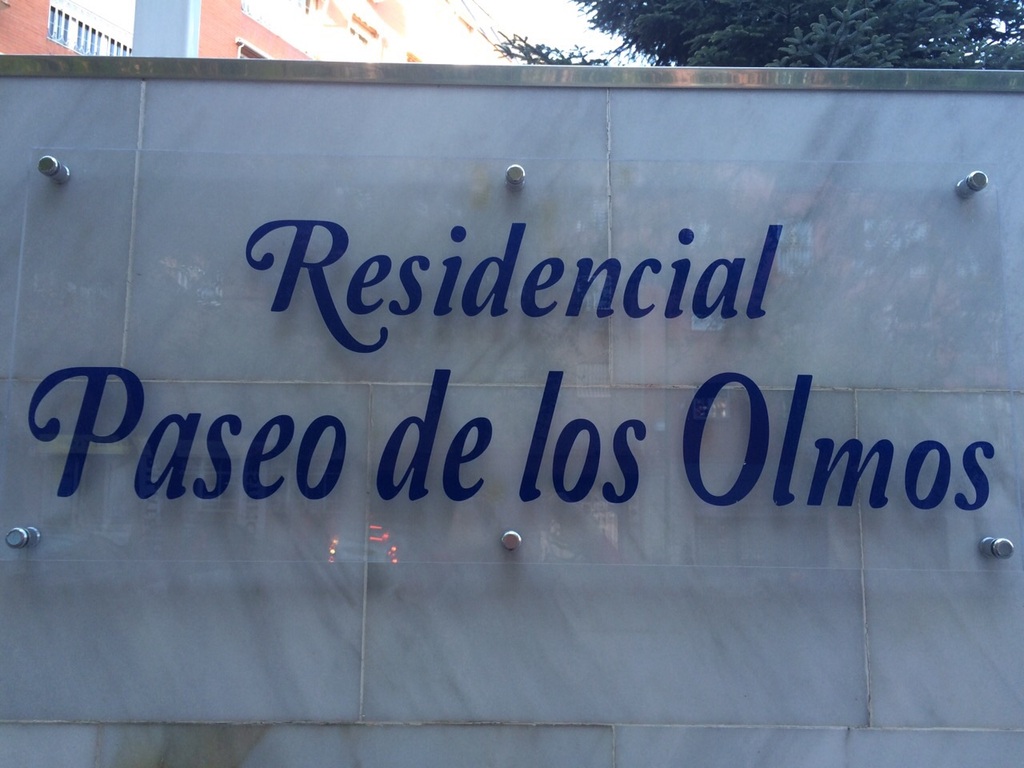 Residencial
Paseo de los Olmos